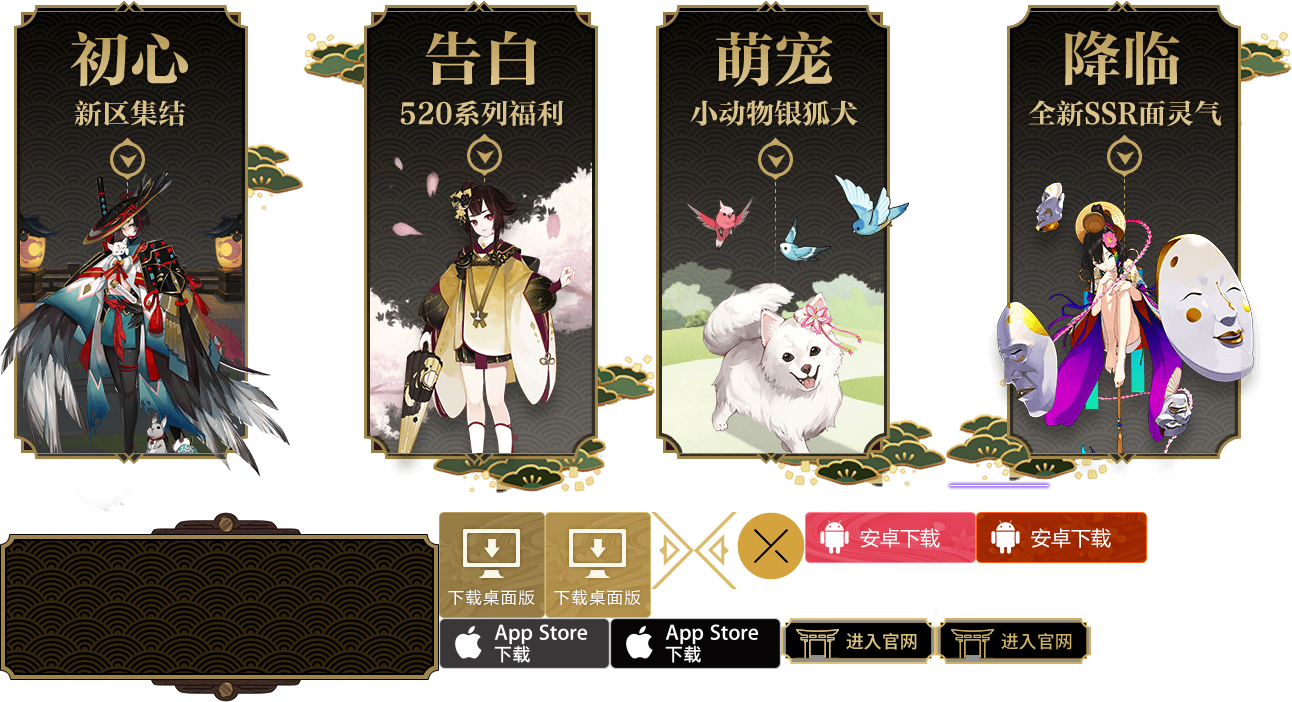 初心
新区集结
告白
520系列福利
萌宠
小动物银狐犬
降临
全新SSR面灵气
下载桌面版
下载桌面版
安卓下载
安卓下载
App Store
下载
App Store
下载
进入官网
进入官网